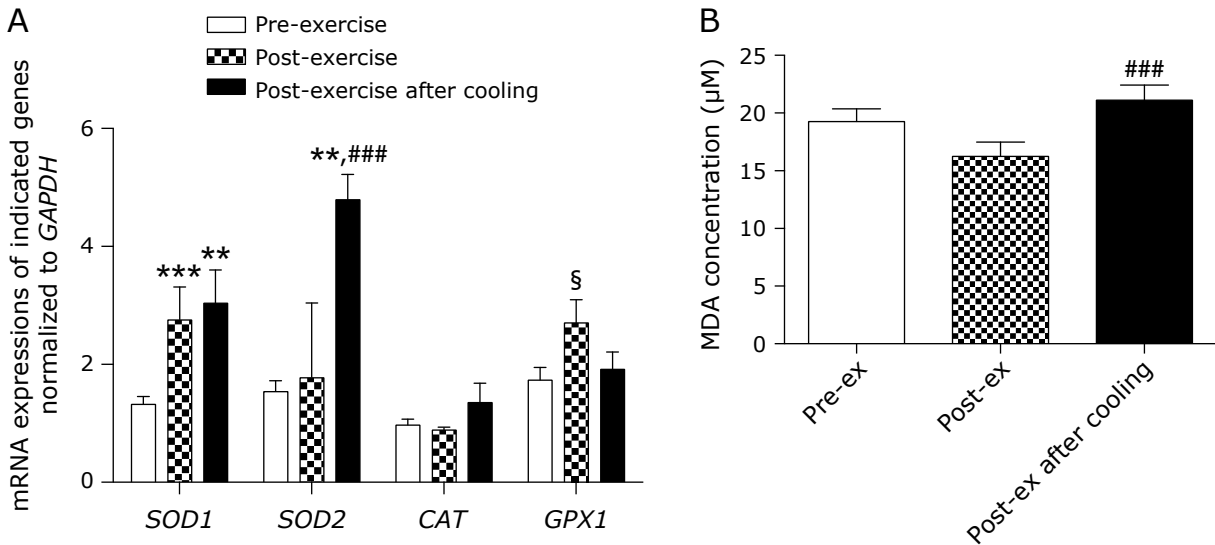 A
Pre-exercise
Post-exercise
Post-exercise after cooling
mRNA expressions of indicated genes
normalized to GAPDH
6
4
2
0
***
**
**,###
§
SOD1
SOD2
CAT
GPX1
B
MDA concentration (µM)
25
20
15
10
5
0
###
Pre-ex
Post-ex
Post-ex after cooling